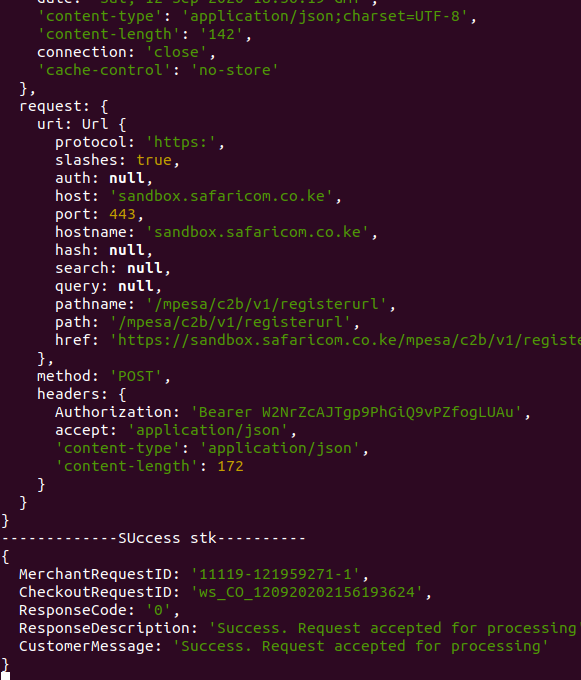 'content-type': 'application/json;charset=UTF-8',
'content-length': '142',
connection: 'close',
'cache-control': 'no-store'
},
request: {
uri: Url {
protocol: 'https:',
slashes: true,
auth: null,
host: 'sandbox.safaricom.co.ke',
port: 443,
hostname: 'sandbox.safaricom.co.ke',
hash: null,
search: null,
query: null,
pathname: '/mpesa/c2b/v1/registerurl',
path: '/mpesa/c2b/v1/registerurl',
href: 'https://sandbox.safaricom.co.ke/mpesa/c2b/v1/registe
},
method: 'POST',
headers: {
Authorization: 'Bearer W2NrZcAJTgp9PhGiQ9vPZfogLUAu',
accept: 'application/json',
'content-type': 'application/json',
'content-length': 172
}
}
}
-------------SUccess stk----------
{
MerchantRequestID: '11119-121959271-1',
CheckoutRequestID: 'ws_CO_120920202156193624',
ResponseCode: '0',
ResponseDescription: 'Success. Request accepted for processing'
CustomerMessage: 'Success. Request accepted for processing'
}